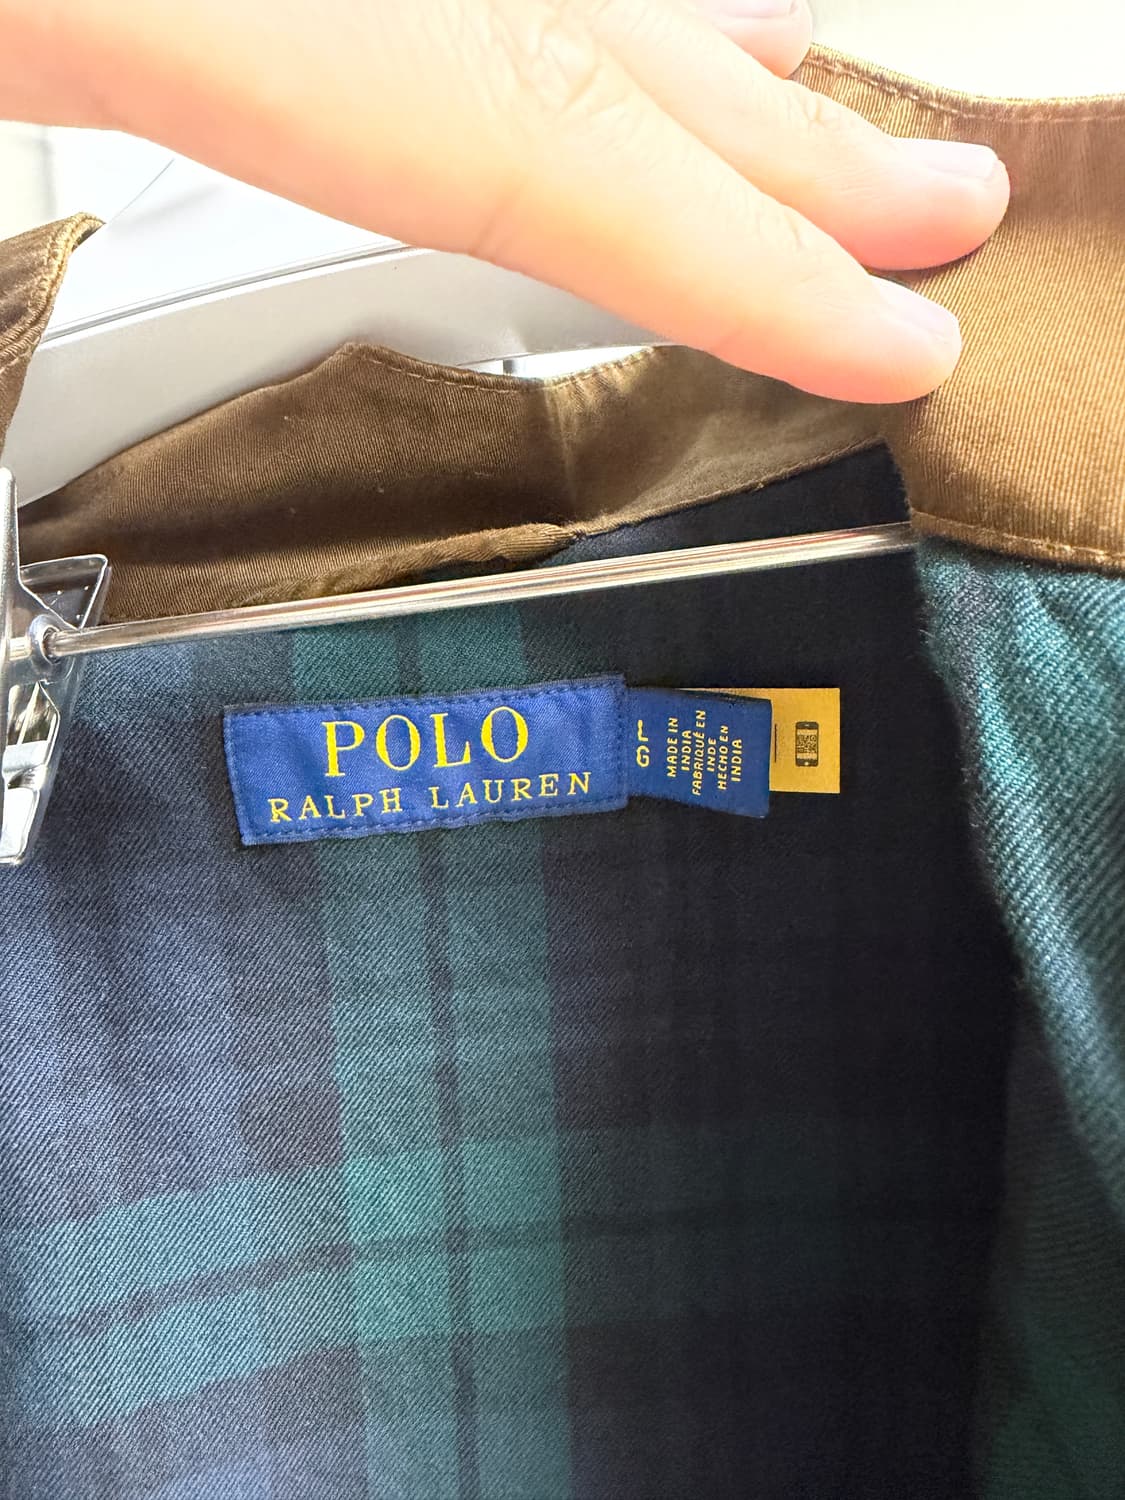 POLO
RALPH LAUREN
MADE IN
INDIA
FABRIQUÉ EN
INDE
HECHO EN
INDIA